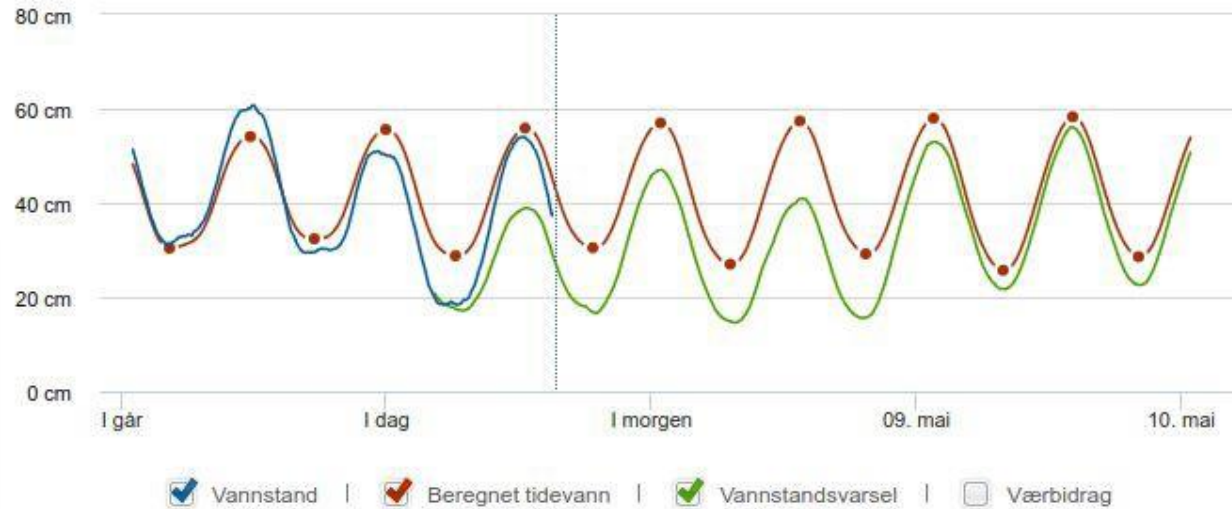 80 cm
60 cm
40 cm
20 cm
0 cm
I går I dag I morgen 09. mai 10. mai
Vannstand | Beregnet tidevann | Vannstandsvarsel | Værbidrag